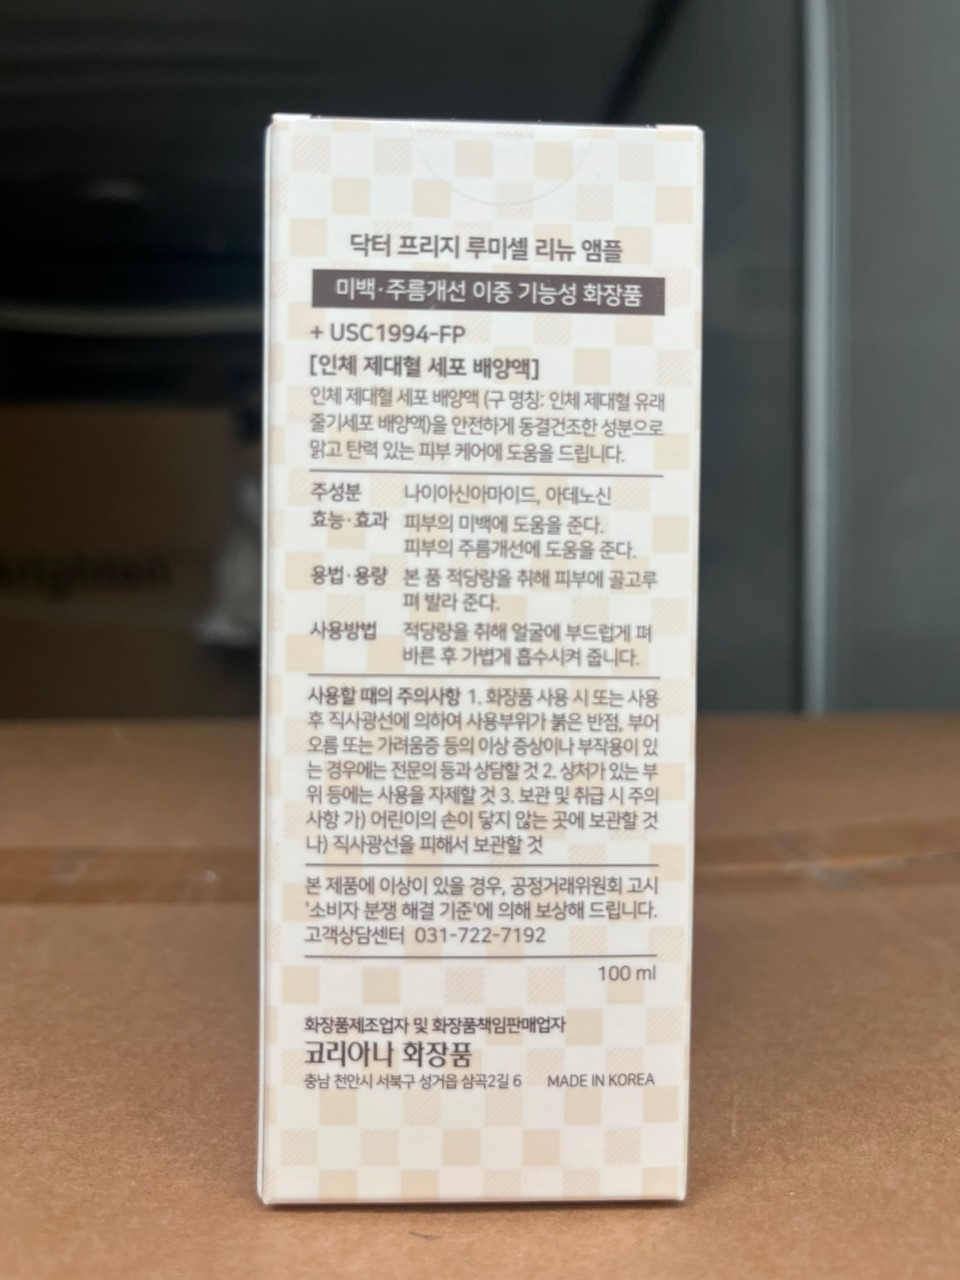 닥터 프리지 루미셀 리뉴 앰플
미백·주름개선 이중 기능성 화장품
+ USC1994-FP
[인체 제대혈 세포 배양액]
인체 제대혈 세포 배양액 (구 명칭: 인체 제대혈 유래
줄기세포 배양액)을 안전하게 동결건조한 성분으로
맑고 탄력 있는 피부 케어에 도움을 드립니다.
주성분 나이아신아마이드, 아데노신
효능·효과 피부의 미백에 도움을 준다.
피부의 주름개선에 도움을 준다.
용법·용량 본 품 적당량을 취해 피부에 골고루
펴 발라 준다.
사용방법 적당량을 취해 얼굴에 부드럽게 펴
바른 후 가볍게 흡수시켜 줍니다.
사용할 때의 주의사항 1. 화장품 사용 시 또는 사용
후 직사광선에 의하여 사용부위가 붉은 반점, 부어
오름 또는 가려움증 등의 이상 증상이나 부작용이 있
는 경우에는 전문의 등과 상담할 것 2. 상처가 있는 부
위 등에는 사용을 자제할 것 3. 보관 및 취급 시 주의
사항 가) 어린이의 손이 닿지 않는 곳에 보관할 것
나) 직사광선을 피해서 보관할 것
본 제품에 이상이 있을 경우, 공정거래위원회 고시
'소비자 분쟁 해결 기준'에 의해 보상해 드립니다.
고객상담센터 031-722-7192
100 ml
화장품제조업자 및 화장품책임판매업자
코리아나 화장품
충남 천안시 서북구 성거읍 삼곡2길 6 MADE IN KOREA